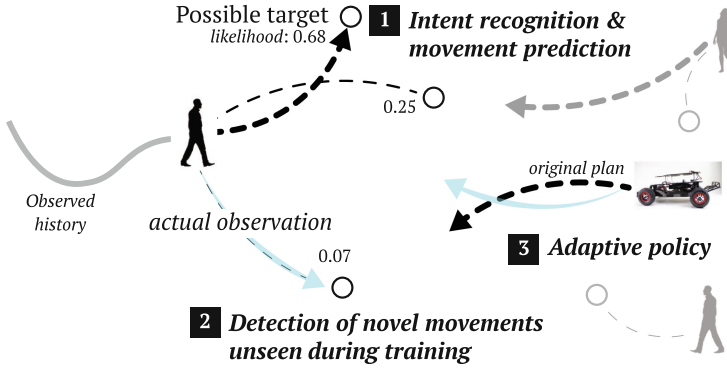 Possible target
likelihood: 0.68
1 Intent recognition &
movement prediction
0.25
Observed
history
original plan
actual observation
3 Adaptive policy
0.07
2 Detection of novel movements
unseen during training